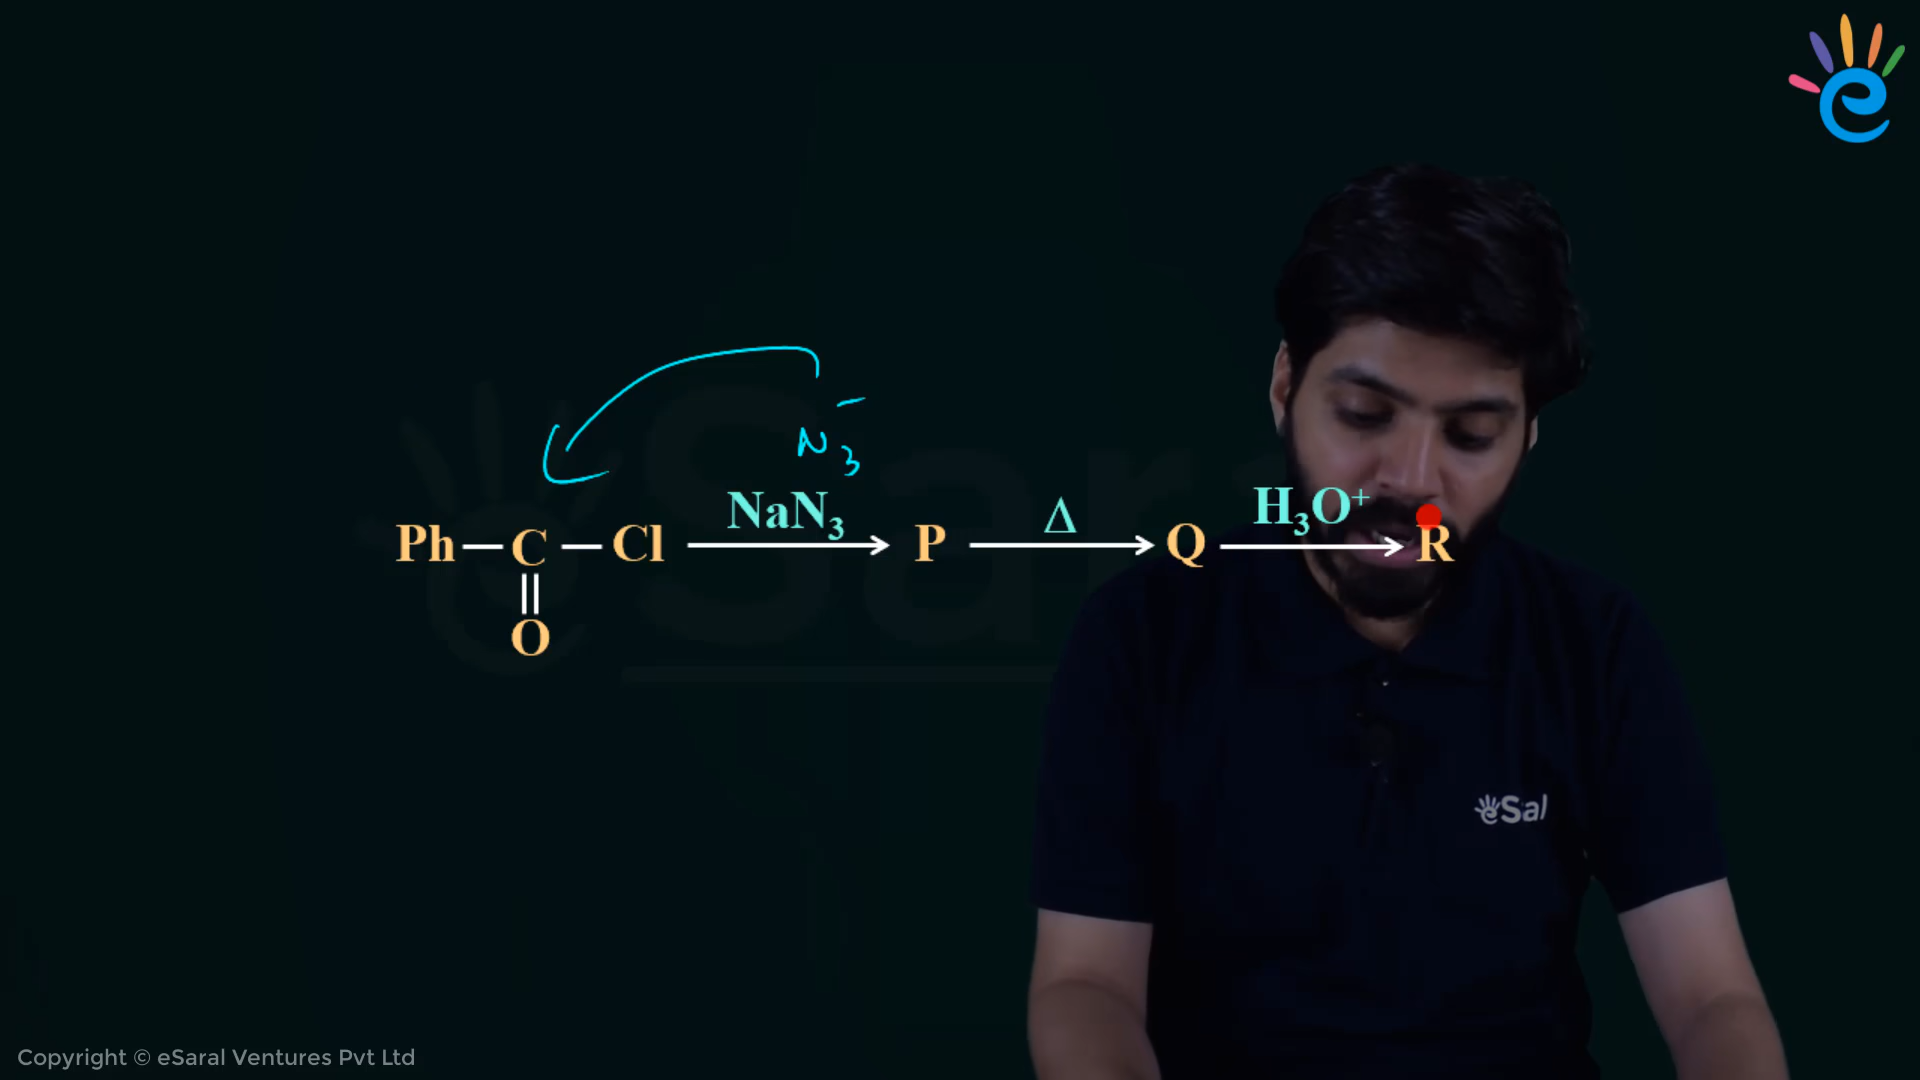 N₃⁻
NaN₃ Δ H₃O⁺
Ph—C—Cl → P → Q → R
||
O
eSal
Copyright © eSaral Ventures Pvt Ltd